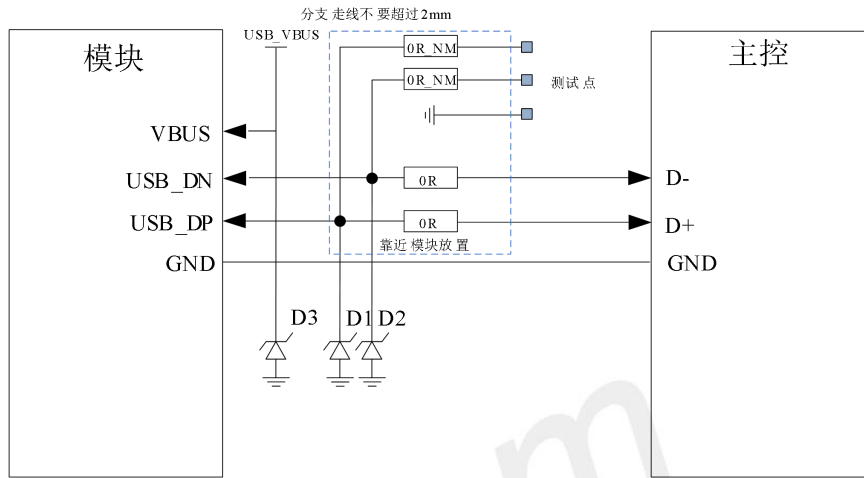 分支走线不要超过2mm
USB_VBUS
模块
主控
0R_NM
0R_NM
测试点
VBUS
USB_DN
0R
D-
USB_DP
0R
D+
靠近模块放置
GND
GND
D3
D1
D2
m